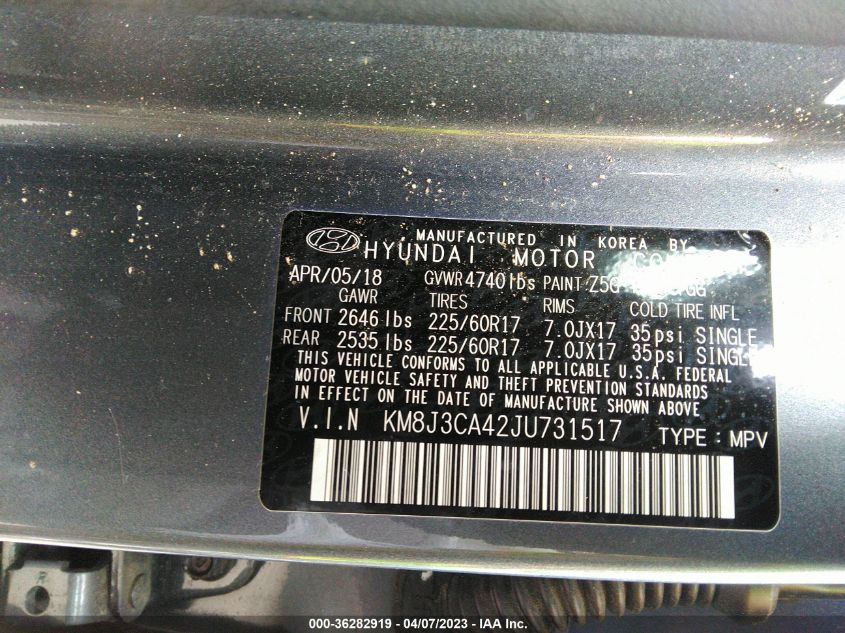 MANUFACTURED IN KOREA BY
HYUNDAI MOTOR
APR/05/18 GVWR 4740lbs PAINT
GAWR TIRES RIMS COLD TIRE INFL
FRONT 2646 lbs 225/60R17 7.0JX17 35psi SINGLE
REAR 2535 lbs 225/60R17 7.0JX17 35psi SINGLE
THIS VEHICLE CONFORMS TO ALL APPLICABLE U.S.A. FEDERAL
MOTOR VEHICLE SAFETY AND THEFT PREVENTION STANDARDS
IN EFFECT ON THE DATE OF MANUFACTURE SHOWN ABOVE
V.I.N KM8J3CA42JU731517 TYPE : MPV
000-36282919 - 04/07/2023 - IAA Inc.